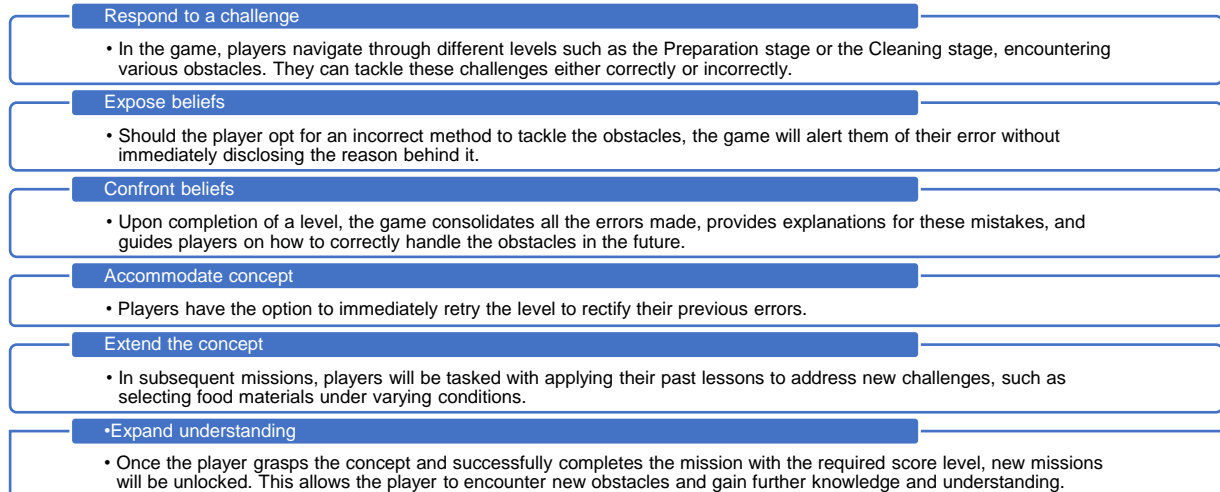 Respond to a challenge
• In the game, players navigate through different levels such as the Preparation stage or the Cleaning stage, encountering
various obstacles. They can tackle these challenges either correctly or incorrectly.
Expose beliefs
• Should the player opt for an incorrect method to tackle the obstacles, the game will alert them of their error without
immediately disclosing the reason behind it.
Confront beliefs
• Upon completion of a level, the game consolidates all the errors made, provides explanations for these mistakes, and
guides players on how to correctly handle the obstacles in the future.
Accommodate concept
• Players have the option to immediately retry the level to rectify their previous errors.
Extend the concept
• In subsequent missions, players will be tasked with applying their past lessons to address new challenges, such as
selecting food materials under varying conditions.
•Expand understanding
• Once the player grasps the concept and successfully completes the mission with the required score level, new missions
will be unlocked. This allows the player to encounter new obstacles and gain further knowledge and understanding.